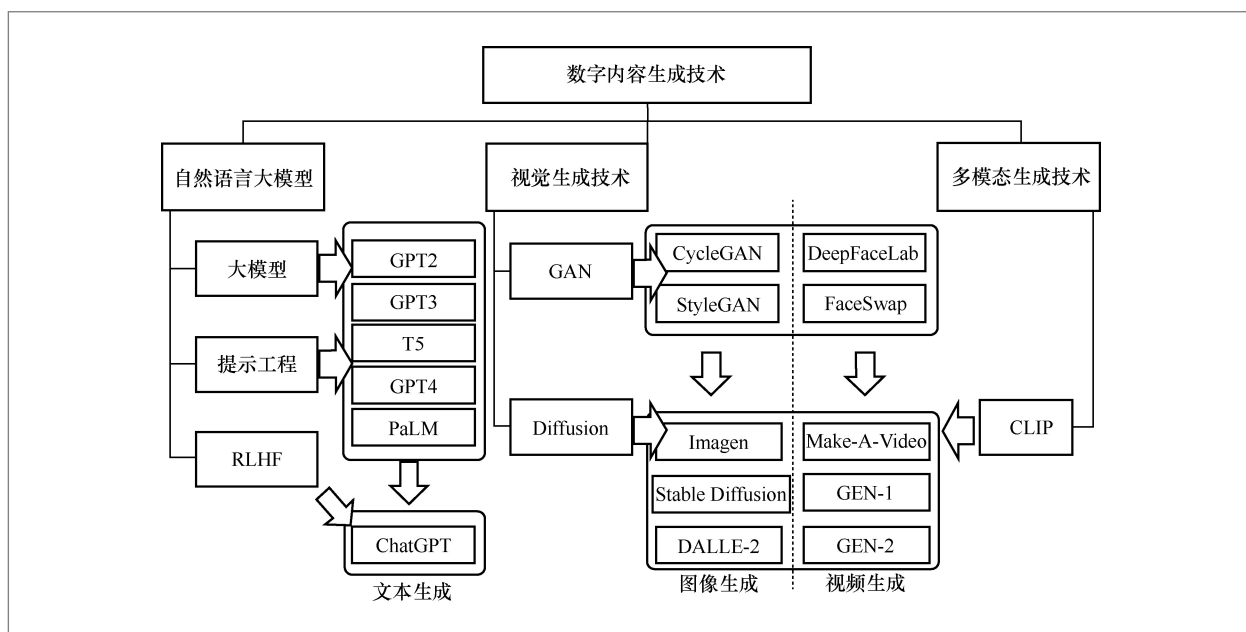 数字内容生成技术
自然语言大模型
视觉生成技术
多模态生成技术
大模型
提示工程
RLHF
GPT2
GPT3
T5
GPT4
PaLM
ChatGPT
文本生成
GAN
Diffusion
CycleGAN
StyleGAN
DeepFaceLab
FaceSwap
Imagen
Stable Diffusion
DALLE-2
图像生成
Make-A-Video
GEN-1
GEN-2
视频生成
CLIP